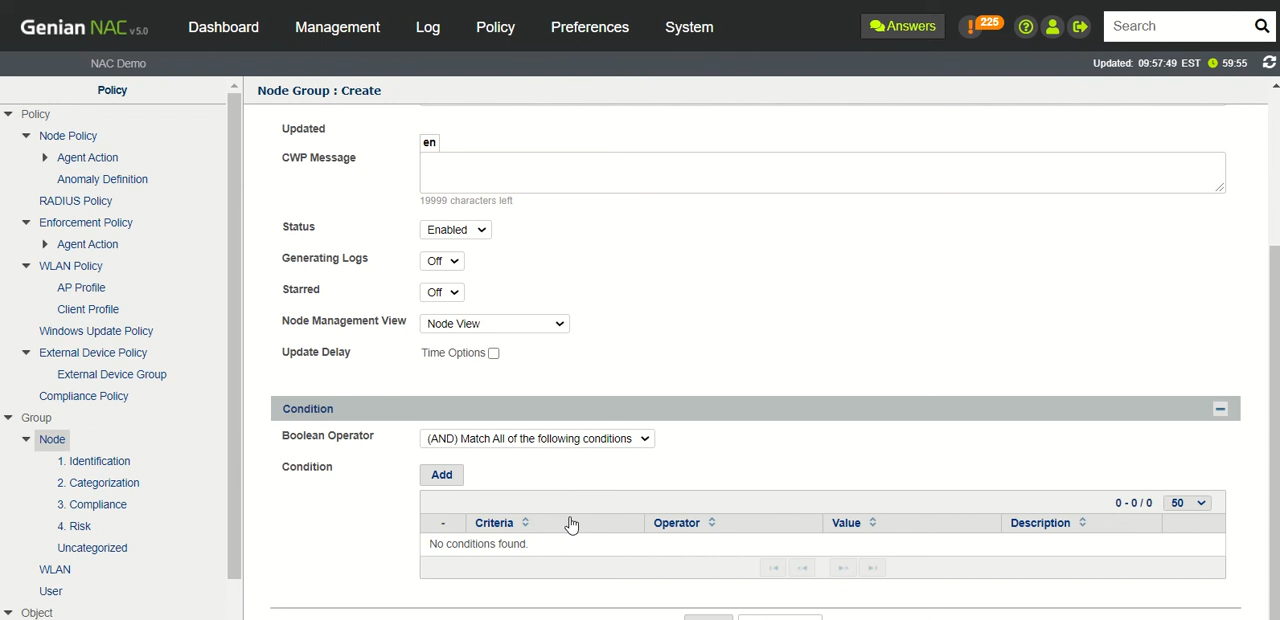 Genian NAC v5.0
Dashboard Management Log Policy Preferences System
Answers
225
Search
NAC Demo
Updated: 09:57:49 EST 59:55
Policy
Node Group : Create
Policy
Node Policy
Agent Action
Anomaly Definition
RADIUS Policy
Enforcement Policy
Agent Action
WLAN Policy
AP Profile
Client Profile
Windows Update Policy
External Device Policy
External Device Group
Compliance Policy
Group
Node
1. Identification
2. Categorization
3. Compliance
4. Risk
Uncategorized
WLAN
User
Object
Updated
en
CWP Message
19999 characters left
Status Enabled
Generating Logs Off
Starred Off
Node Management View Node View
Update Delay Time Options
Condition
Boolean Operator (AND) Match All of the following conditions
Condition Add
0 - 0 / 0 50
- Criteria Operator Value Description
No conditions found.